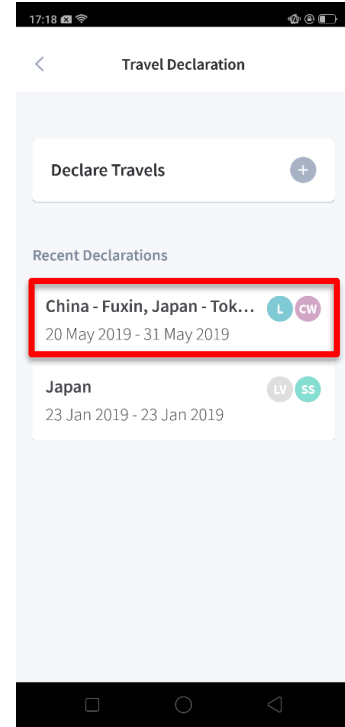 17:18
Travel Declaration
Declare Travels
Recent Declarations
China - Fuxin, Japan - Tok... L CW
20 May 2019 - 31 May 2019
Japan LV SS
23 Jan 2019 - 23 Jan 2019